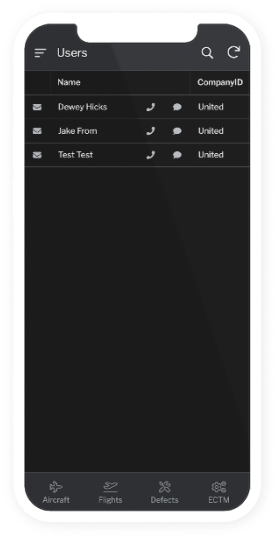 Users
Name CompanyID
Dewey Hicks United
Jake From United
Test Test United
Aircraft Flights Defects ECTM